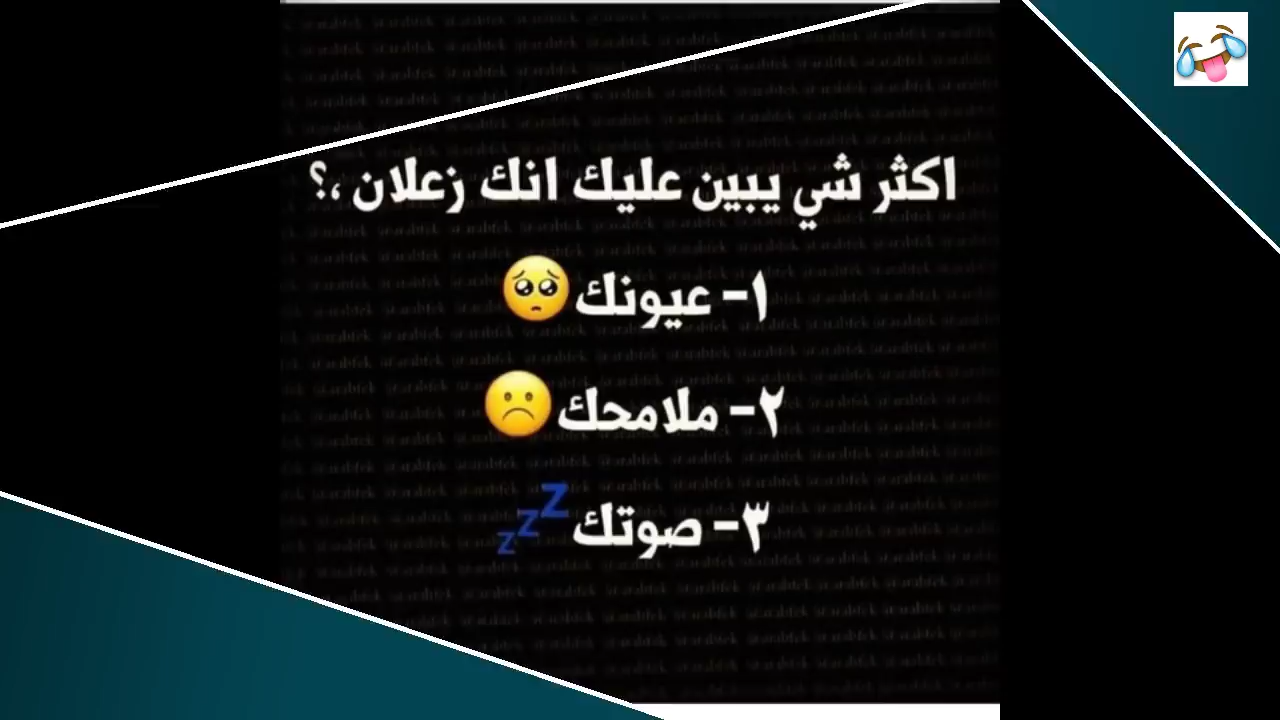 اكثر شي يبين عليك انك زعلان ،؟
١- عيونك🥺
٢- ملامحك☹️
٣- صوتك💤